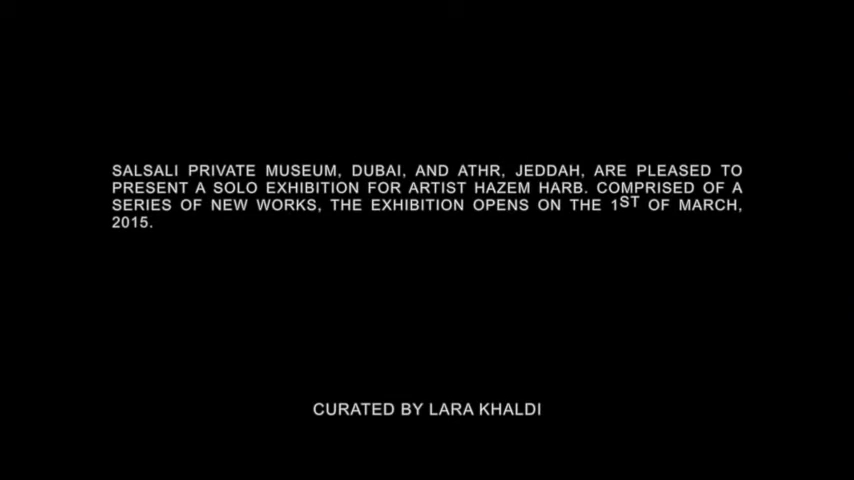 SALSALI PRIVATE MUSEUM, DUBAI, AND ATHR, JEDDAH, ARE PLEASED TO
PRESENT A SOLO EXHIBITION FOR ARTIST HAZEM HARB. COMPRISED OF A
SERIES OF NEW WORKS, THE EXHIBITION OPENS ON THE 1ST OF MARCH,
2015.
CURATED BY LARA KHALDI